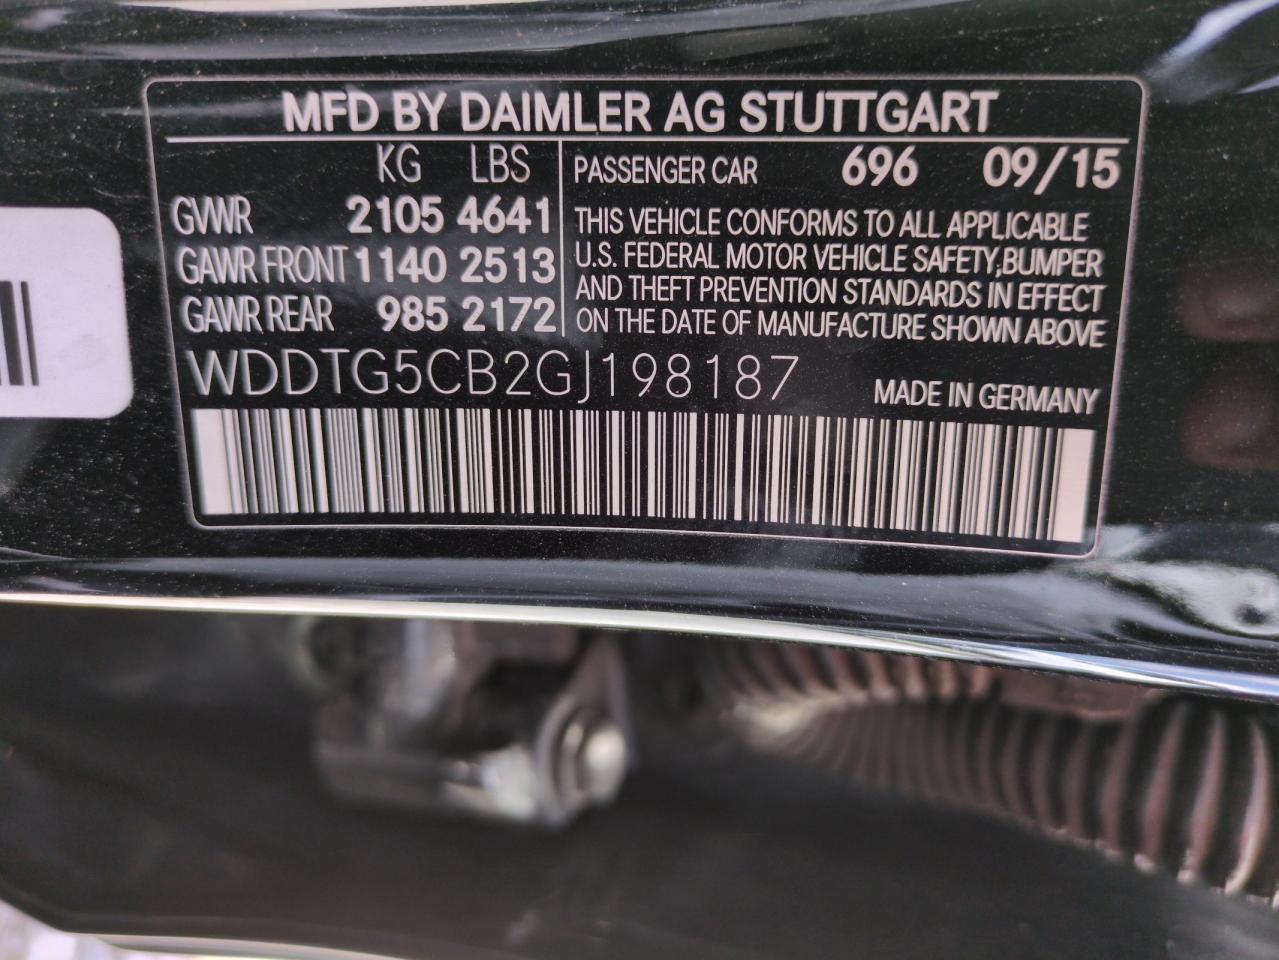 MFD BY DAIMLER AG STUTTGART
KG LBS
GVWR 2105 4641
GAWR FRONT 1140 2513
GAWR REAR 985 2172
PASSENGER CAR 696 09/15
THIS VEHICLE CONFORMS TO ALL APPLICABLE
U.S. FEDERAL MOTOR VEHICLE SAFETY,BUMPER
AND THEFT PREVENTION STANDARDS IN EFFECT
ON THE DATE OF MANUFACTURE SHOWN ABOVE
WDDTG5CB2GJ198187
MADE IN GERMANY